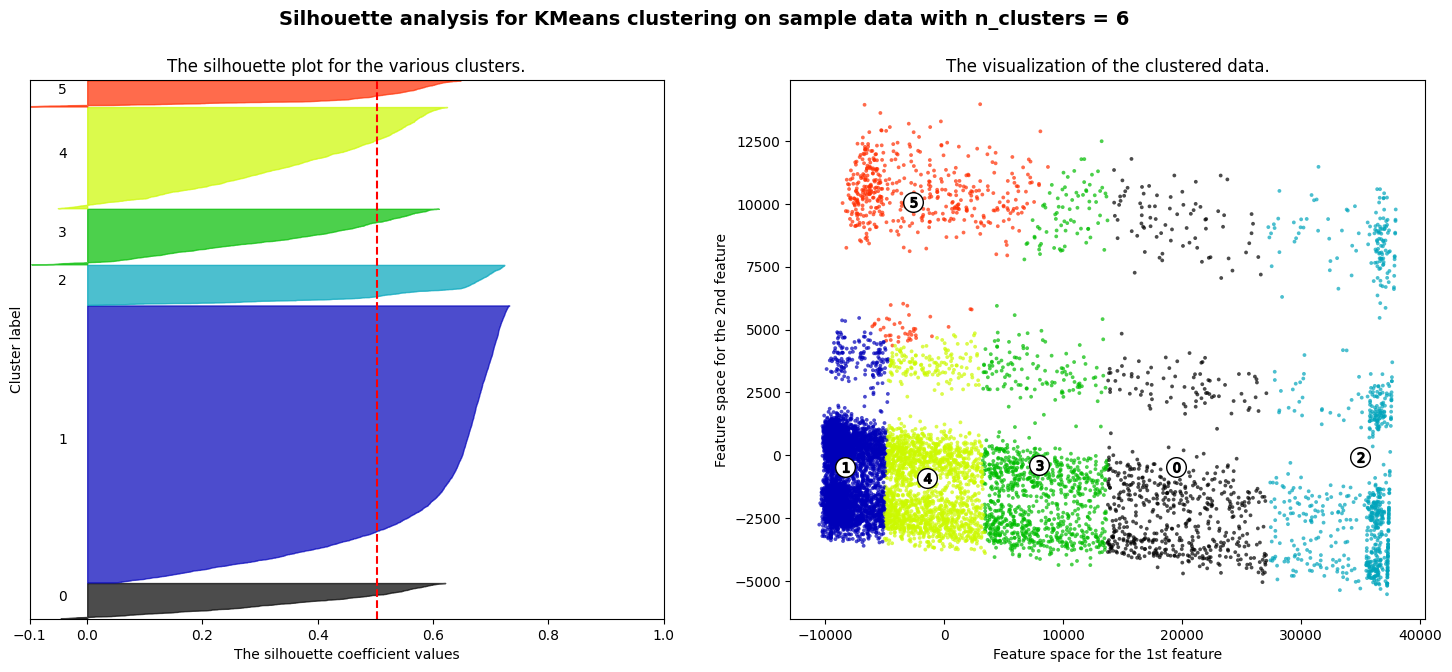 Silhouette analysis for KMeans clustering on sample data with n_clusters = 6
The silhouette plot for the various clusters.
5
4
3
2
1
0
Cluster label
−0.1 0.0 0.2 0.4 0.6 0.8 1.0
The silhouette coefficient values
The visualization of the clustered data.
12500
10000
7500
5000
2500
0
−2500
−5000
Feature space for the 2nd feature
5
1
4
3
0
2
−10000 0 10000 20000 30000 40000
Feature space for the 1st feature